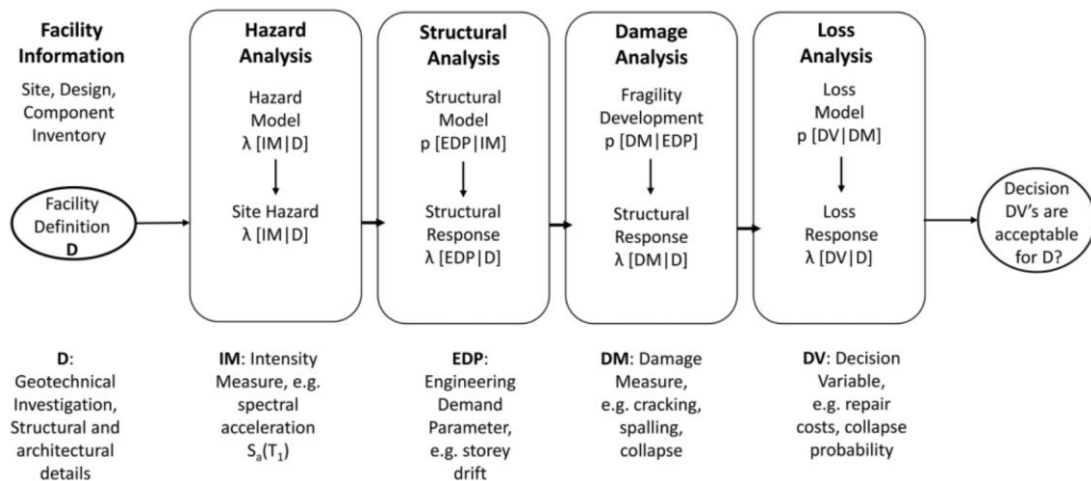 Facility
Information
Site, Design,
Component
Inventory
Facility
Definition
D
Hazard
Analysis
Hazard
Model
λ [IM|D]
Site Hazard
λ [IM|D]
Structural
Analysis
Structural
Model
p [EDP|IM]
Structural
Response
λ [EDP|D]
Damage
Analysis
Fragility
Development
p [DM|EDP]
Structural
Response
λ [DM|D]
Loss
Analysis
Loss
Model
p [DV|DM]
Loss
Response
λ [DV|D]
Decision
DV's are
acceptable
for D?
D:
Geotechnical
Investigation,
Structural and
architectural
details
IM: Intensity
Measure, e.g.
spectral
acceleration
Sₐ(T₁)
EDP:
Engineering
Demand
Parameter,
e.g. storey
drift
DM: Damage
Measure,
e.g. cracking,
spalling,
collapse
DV: Decision
Variable,
e.g. repair
costs, collapse
probability